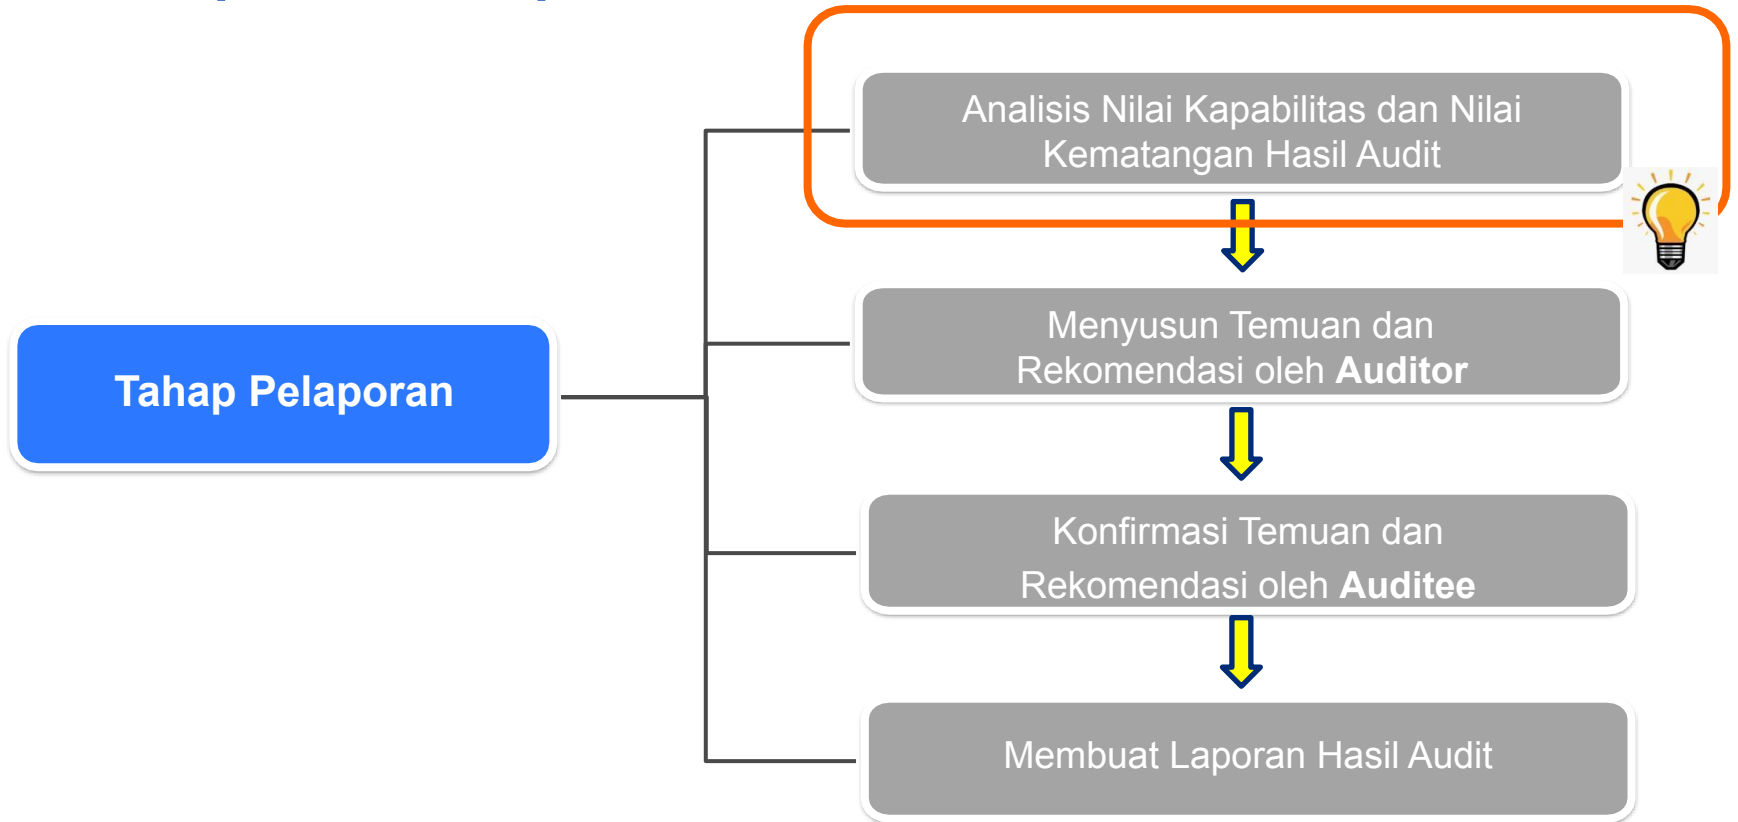 Tahap Pelaporan
Analisis Nilai Kapabilitas dan Nilai
Kematangan Hasil Audit
Menyusun Temuan dan
Rekomendasi oleh Auditor
Konfirmasi Temuan dan
Rekomendasi oleh Auditee
Membuat Laporan Hasil Audit